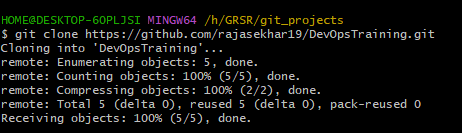 HOME@DESKTOP-6OPLJSI MINGW64 /h/GRSR/git_projects
$ git clone https://github.com/rajasekhar19/DevOpsTraining.git
Cloning into 'DevOpsTraining'...
remote: Enumerating objects: 5, done.
remote: Counting objects: 100% (5/5), done.
remote: Compressing objects: 100% (2/2), done.
remote: Total 5 (delta 0), reused 5 (delta 0), pack-reused 0
Receiving objects: 100% (5/5), done.